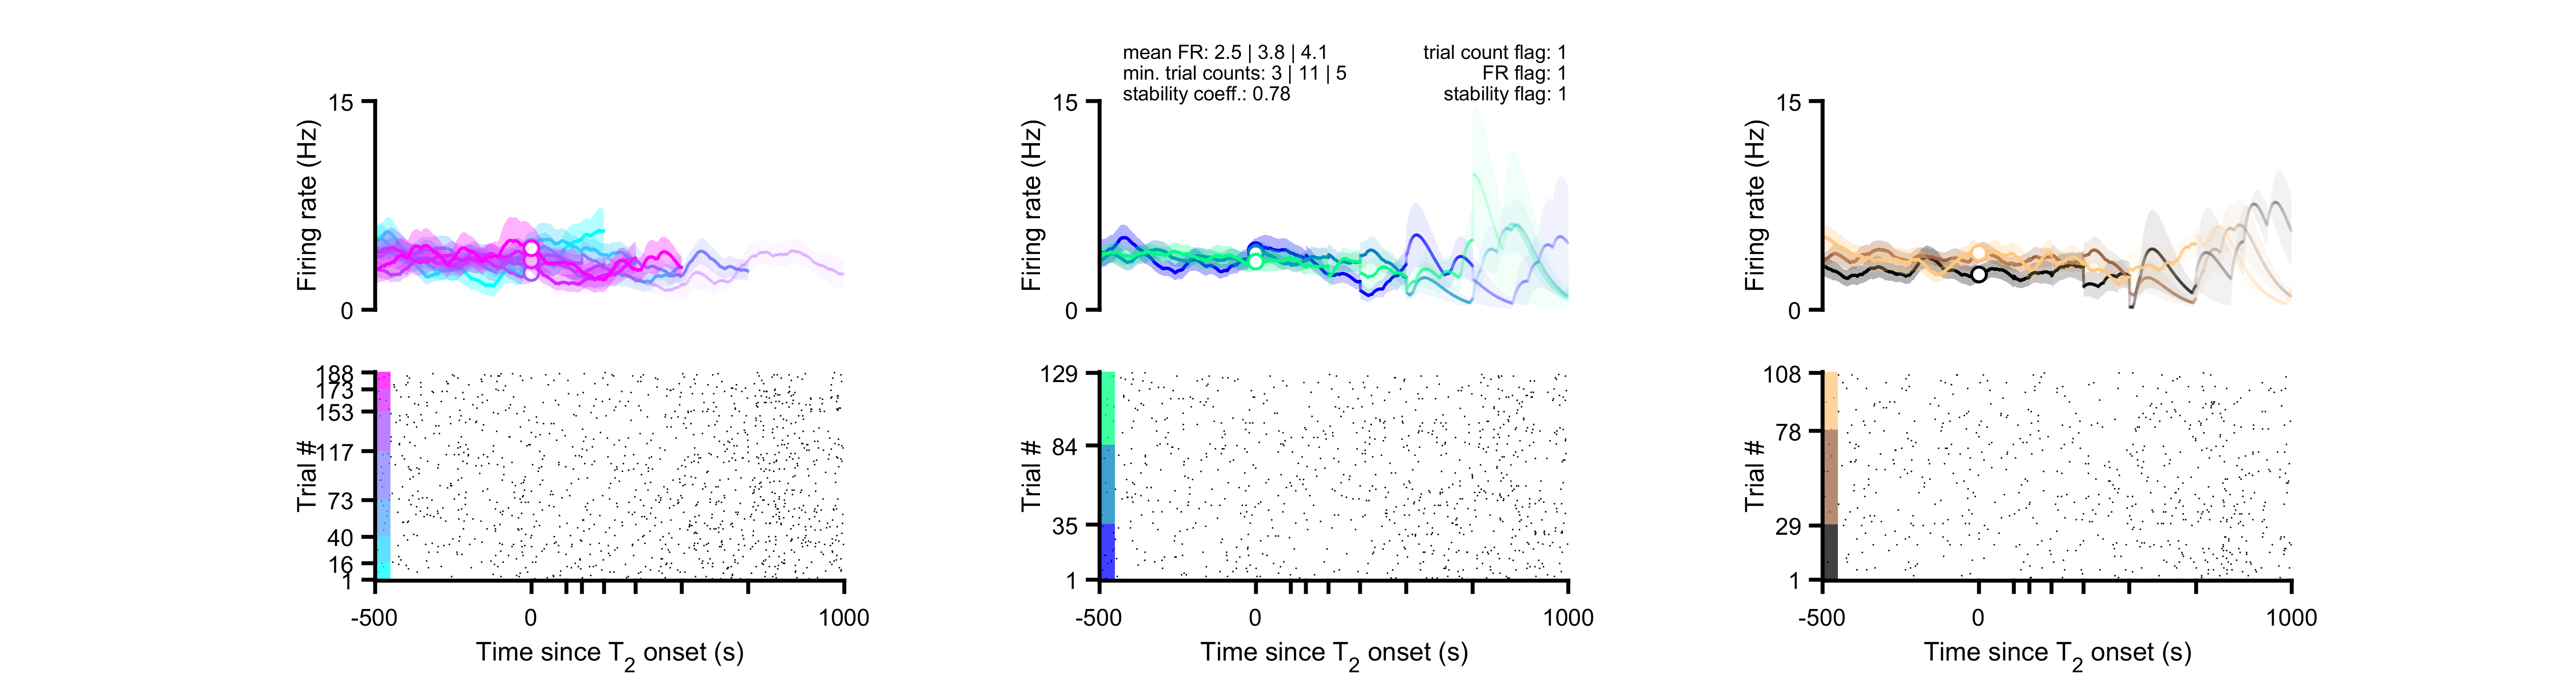 mean FR: 2.5 | 3.8 | 4.1
min. trial counts: 3 | 11 | 5
stability coeff.: 0.78
trial count flag: 1
FR flag: 1
stability flag: 1
15
Firing rate (Hz)
0
15
Firing rate (Hz)
0
15
Firing rate (Hz)
0
188
173
153
117
73
40
16
1
Trial #
-500
0
1000
Time since T2 onset (s)
129
84
35
1
Trial #
-500
0
1000
Time since T2 onset (s)
108
78
29
1
Trial #
-500
0
1000
Time since T2 onset (s)